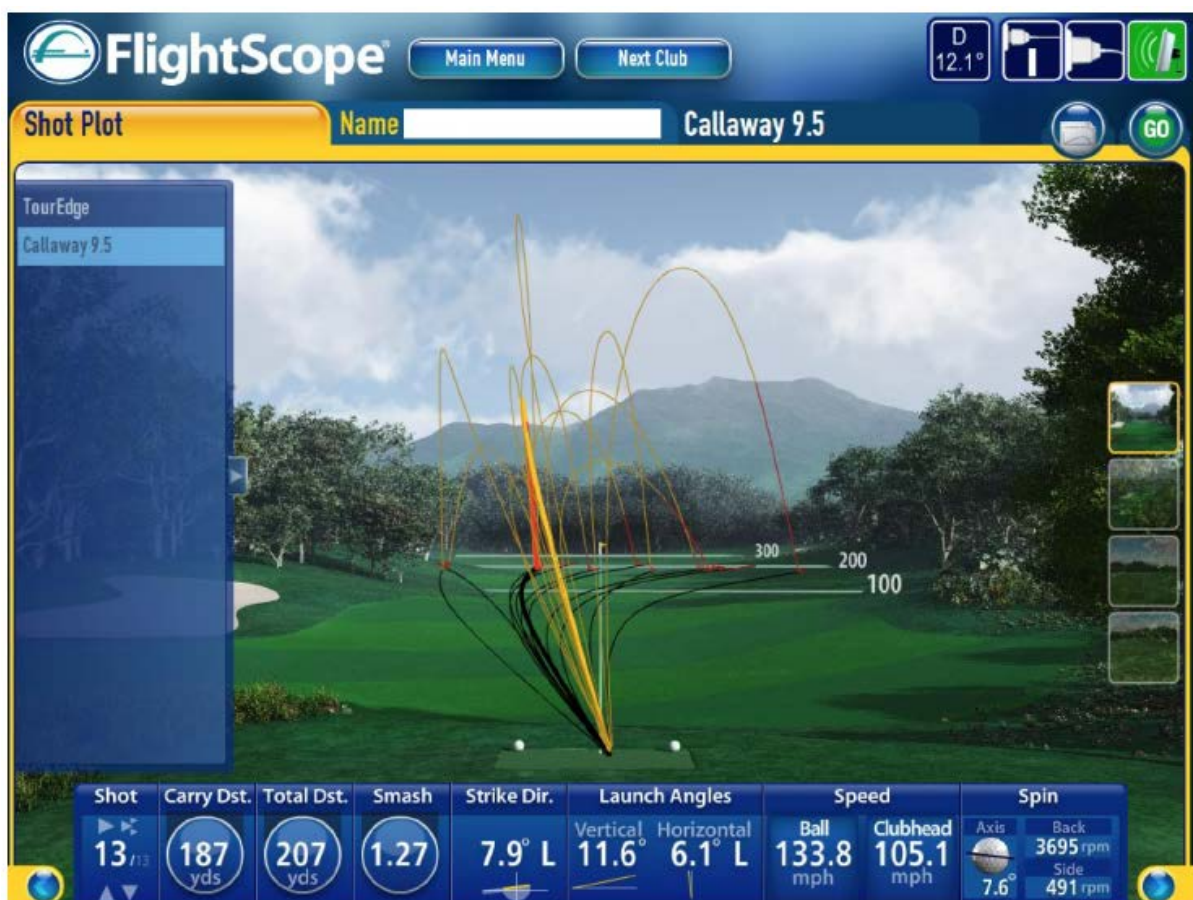 FlightScope®
Main Menu
Next Club
D
12.1°
Shot Plot
Name
Callaway 9.5
GO
TourEdge
Callaway 9.5
300
200
100
Shot
13/13
Carry Dst.
187
yds
Total Dst.
207
yds
Smash
1.27
Strike Dir.
7.9° L
Launch Angles
Vertical Horizontal
11.6° 6.1° L
Speed
Ball Clubhead
133.8 105.1
mph mph
Spin
Axis
7.6°
Back
3695 rpm
Side
491 rpm